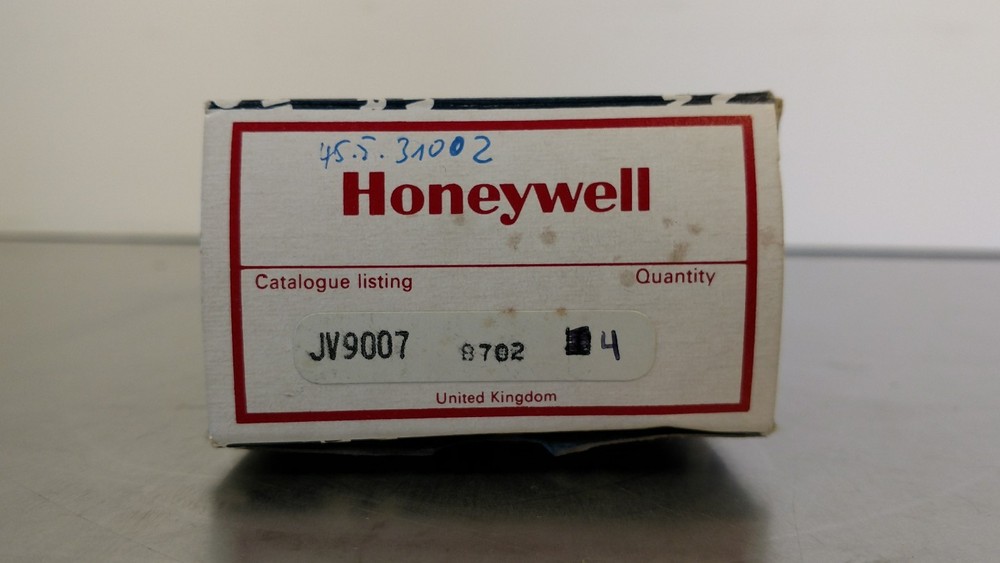 45.5.31002
Honeywell
Catalogue listing Quantity
JV9007 8702 4
United Kingdom